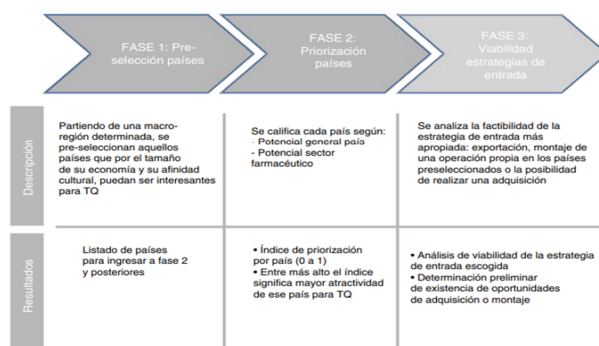 FASE 1: Pre-
selección países
FASE 2:
Priorización
países
FASE 3:
Viabilidad
estrategias de
entrada
Descripción
Partiendo de una macro-
región determinada, se
pre-seleccionan aquellos
países que por el tamaño
de su economía y su afinidad
cultural, puedan ser interesantes
para TQ
Se califica cada país según:
- Potencial general país
- Potencial sector
farmacéutico
Se analiza la factibilidad de la
estrategia de entrada más
apropiada: exportación, montaje de
una operación propia en los países
preseleccionados o la posibilidad
de realizar una adquisición
Resultados
Listado de países
para ingresar a fase 2
y posteriores
• Índice de priorización
por país (0 a 1)
• Entre más alto el índice
significa mayor atractividad
de ese país para TQ
• Análisis de viabilidad de la estrategia
de entrada escogida
• Determinación preliminar
de existencia de oportunidades
de adquisición o montaje